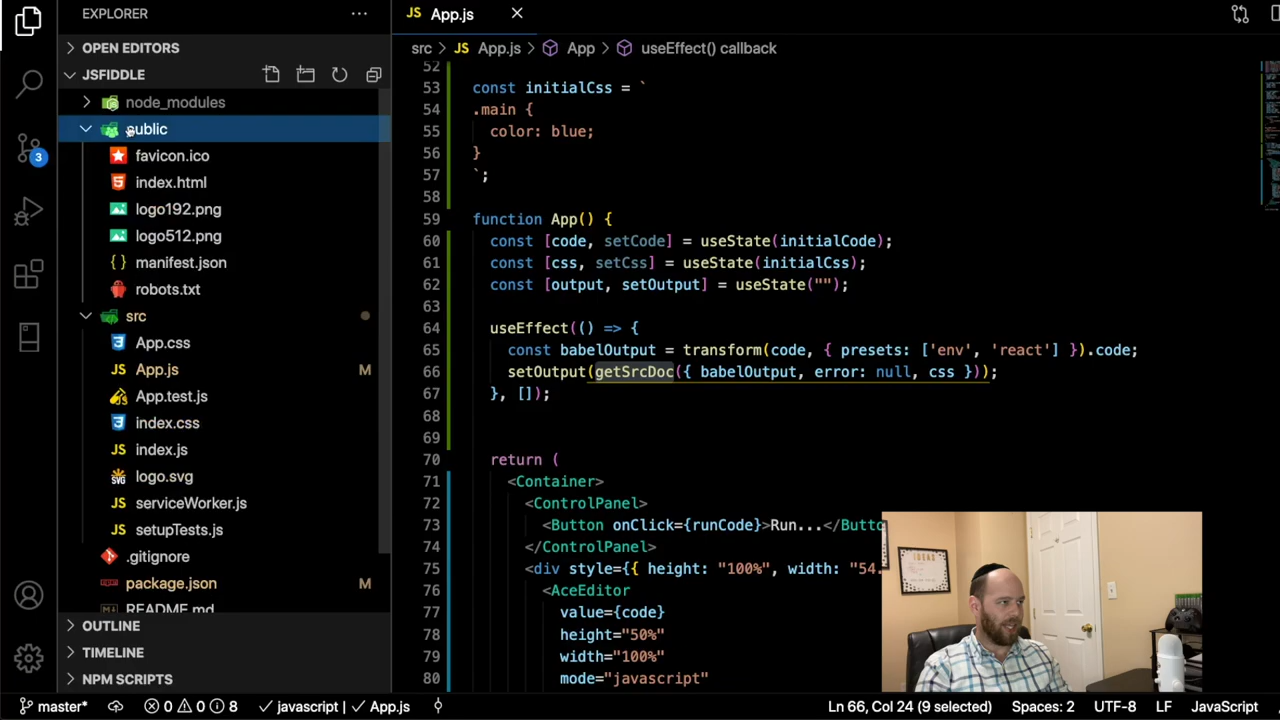 EXPLORER
OPEN EDITORS
JSFIDDLE
node_modules
public
favicon.ico
index.html
logo192.png
logo512.png
manifest.json
robots.txt
src
App.css
App.js M
App.test.js
index.css
index.js
logo.svg
serviceWorker.js
setupTests.js
.gitignore
package.json M
README.md
OUTLINE
TIMELINE
NPM SCRIPTS
3
JS App.js
src > JS App.js > App > useEffect() callback
52
53 const initialCss = `
54 .main {
55 color: blue;
56 }
57 `;
58
59 function App() {
60 const [code, setCode] = useState(initialCode);
61 const [css, setCss] = useState(initialCss);
62 const [output, setOutput] = useState("");
63
64 useEffect(() => {
65 const babelOutput = transform(code, { presets: ['env', 'react'] }).code;
66 setOutput(getSrcDoc({ babelOutput, error: null, css }));
67 }, []);
68
69
70 return (
71 <Container>
72 <ControlPanel>
73 <Button onClick={runCode}>Run...</Butto
74 </ControlPanel>
75 <div style={{ height: "100%", width: "54.
76 <AceEditor
77 value={code}
78 height="50%"
79 width="100%"
80 mode="javascript"
IDEAS
master* 0 0 8 javascript | App.js Ln 66, Col 24 (9 selected) Spaces: 2 UTF-8 LF JavaScript